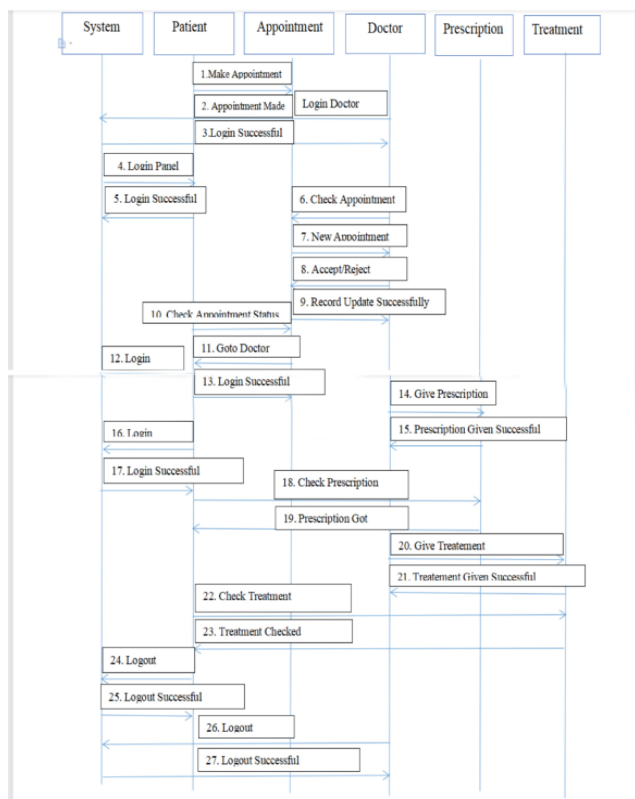 System Patient Appointment Doctor Prescription Treatment
1.Make Appointment
2. Appointment Made
Login Doctor
3.Login Successful
4. Login Panel
5. Login Successful
6. Check Appointment
7. New Appointment
8. Accept/Reject
9. Record Update Successfully
10. Check Appointment Status
11. Goto Doctor
12. Login
13. Login Successful
14. Give Prescription
15. Prescription Given Successful
16. Login
17. Login Successful
18. Check Prescription
19. Prescription Got
20. Give Treatement
21. Treatement Given Successful
22. Check Treatment
23. Treatment Checked
24. Logout
25. Logout Successful
26. Logout
27. Logout Successful